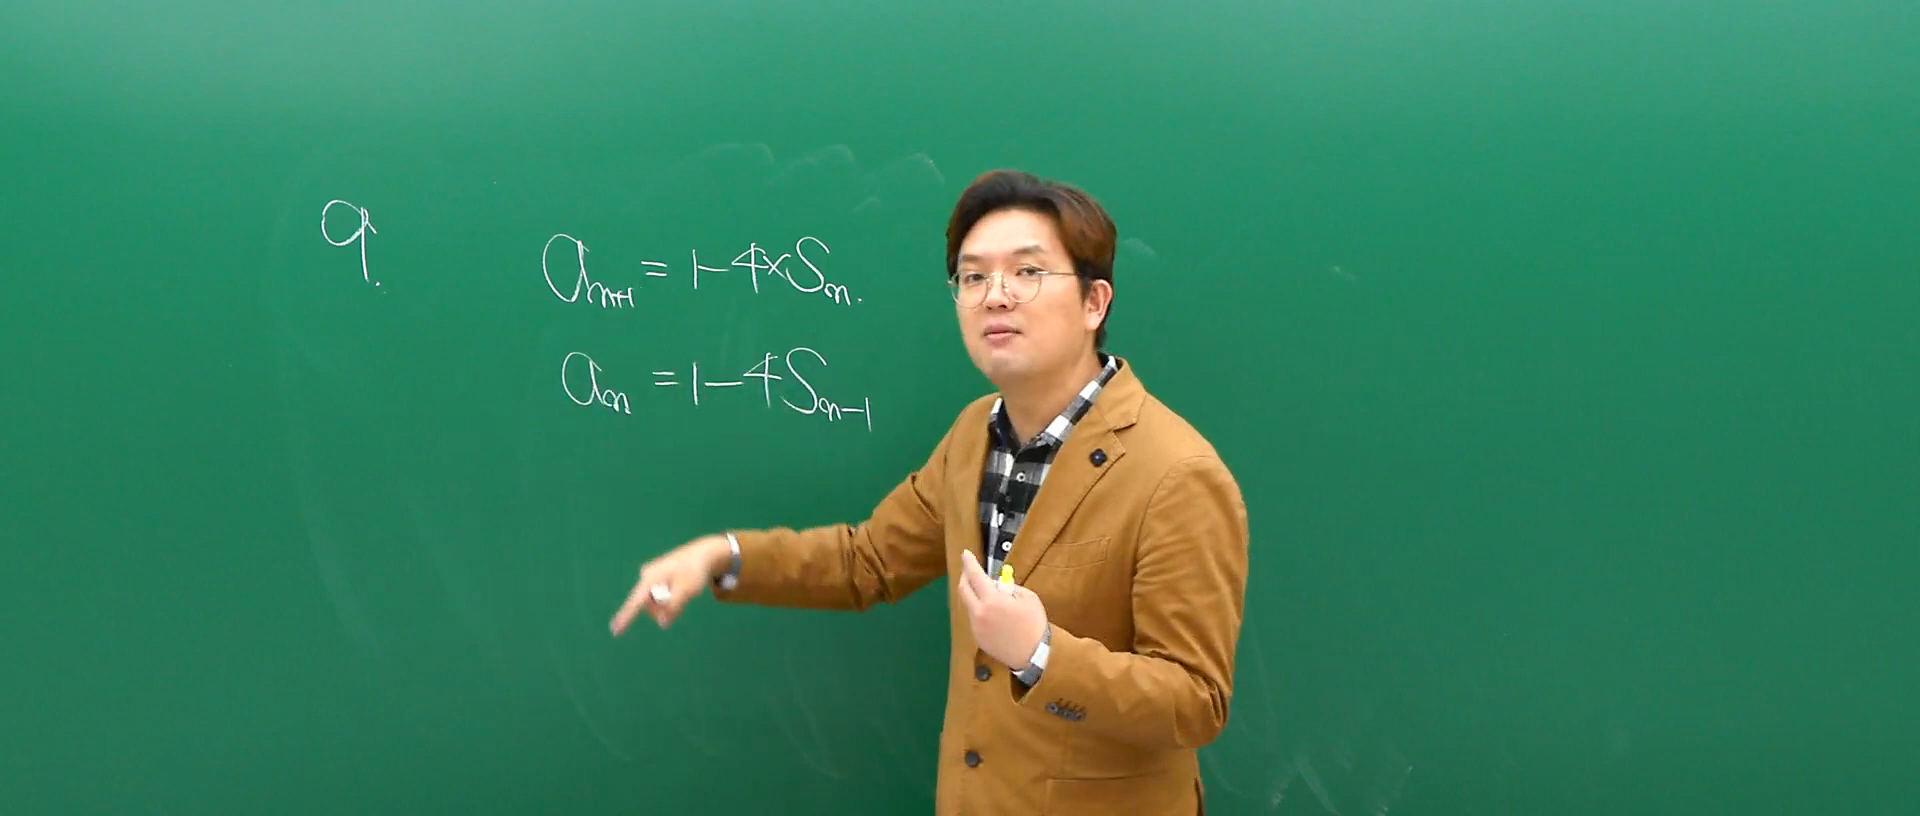 9.
a_{n+1} = 1-4×S_n.
a_n = 1-4S_{n-1}